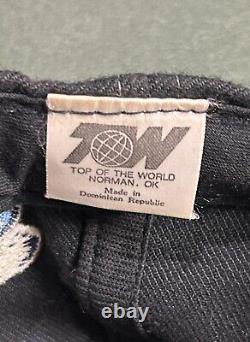 TOW
TOP OF THE WORLD
NORMAN, OK
Made in
Dominican Republic